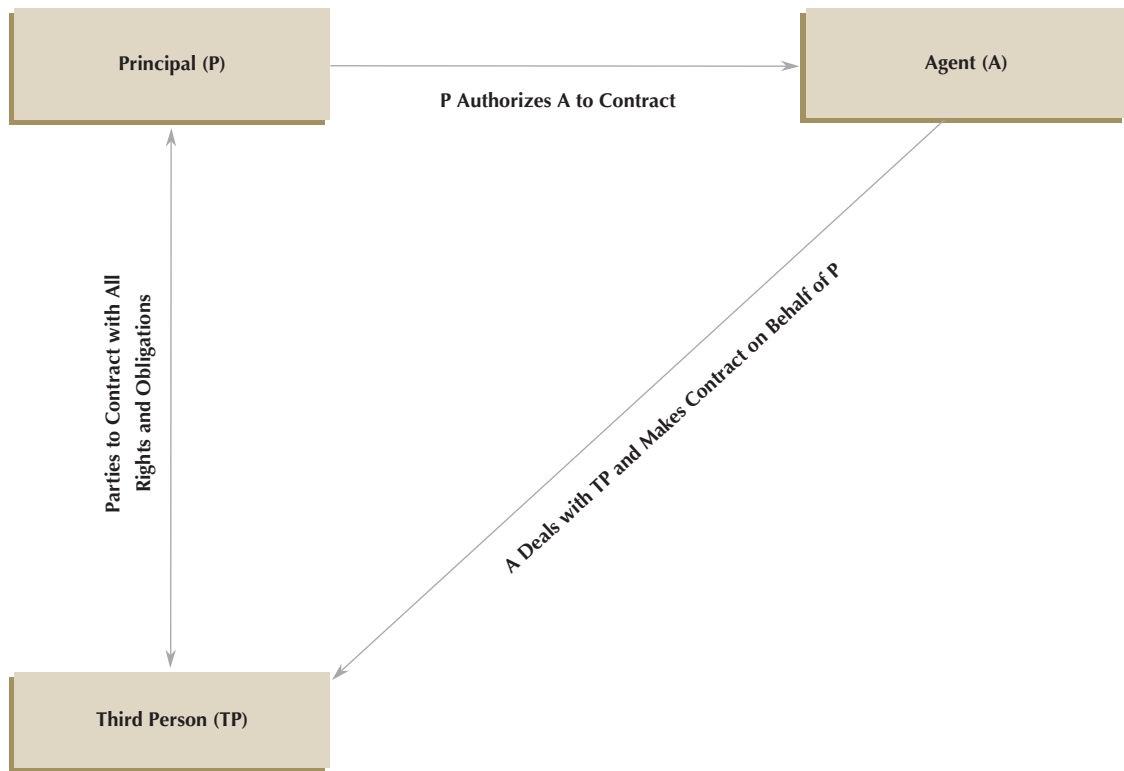 Principal (P)
Agent (A)
P Authorizes A to Contract
Parties to Contract with All
Rights and Obligations
A Deals with TP and Makes Contract on Behalf of P
Third Person (TP)